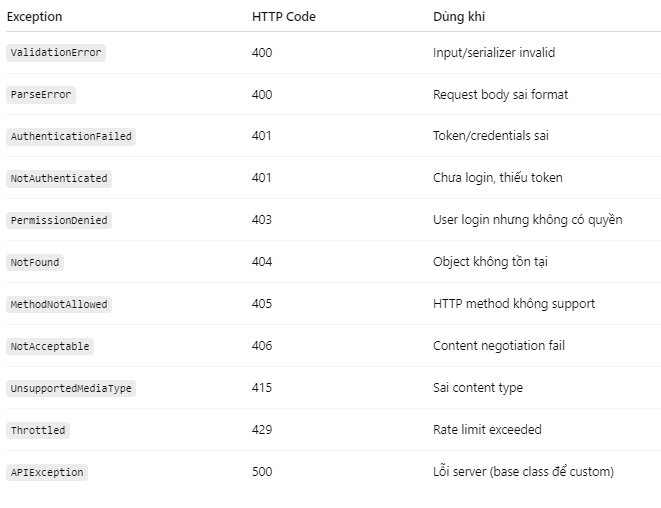 Exception HTTP Code Dùng khi
ValidationError 400 Input/serializer invalid
ParseError 400 Request body sai format
AuthenticationFailed 401 Token/credentials sai
NotAuthenticated 401 Chưa login, thiếu token
PermissionDenied 403 User login nhưng không có quyền
NotFound 404 Object không tồn tại
MethodNotAllowed 405 HTTP method không support
NotAcceptable 406 Content negotiation fail
UnsupportedMediaType 415 Sai content type
Throttled 429 Rate limit exceeded
APIException 500 Lỗi server (base class để custom)